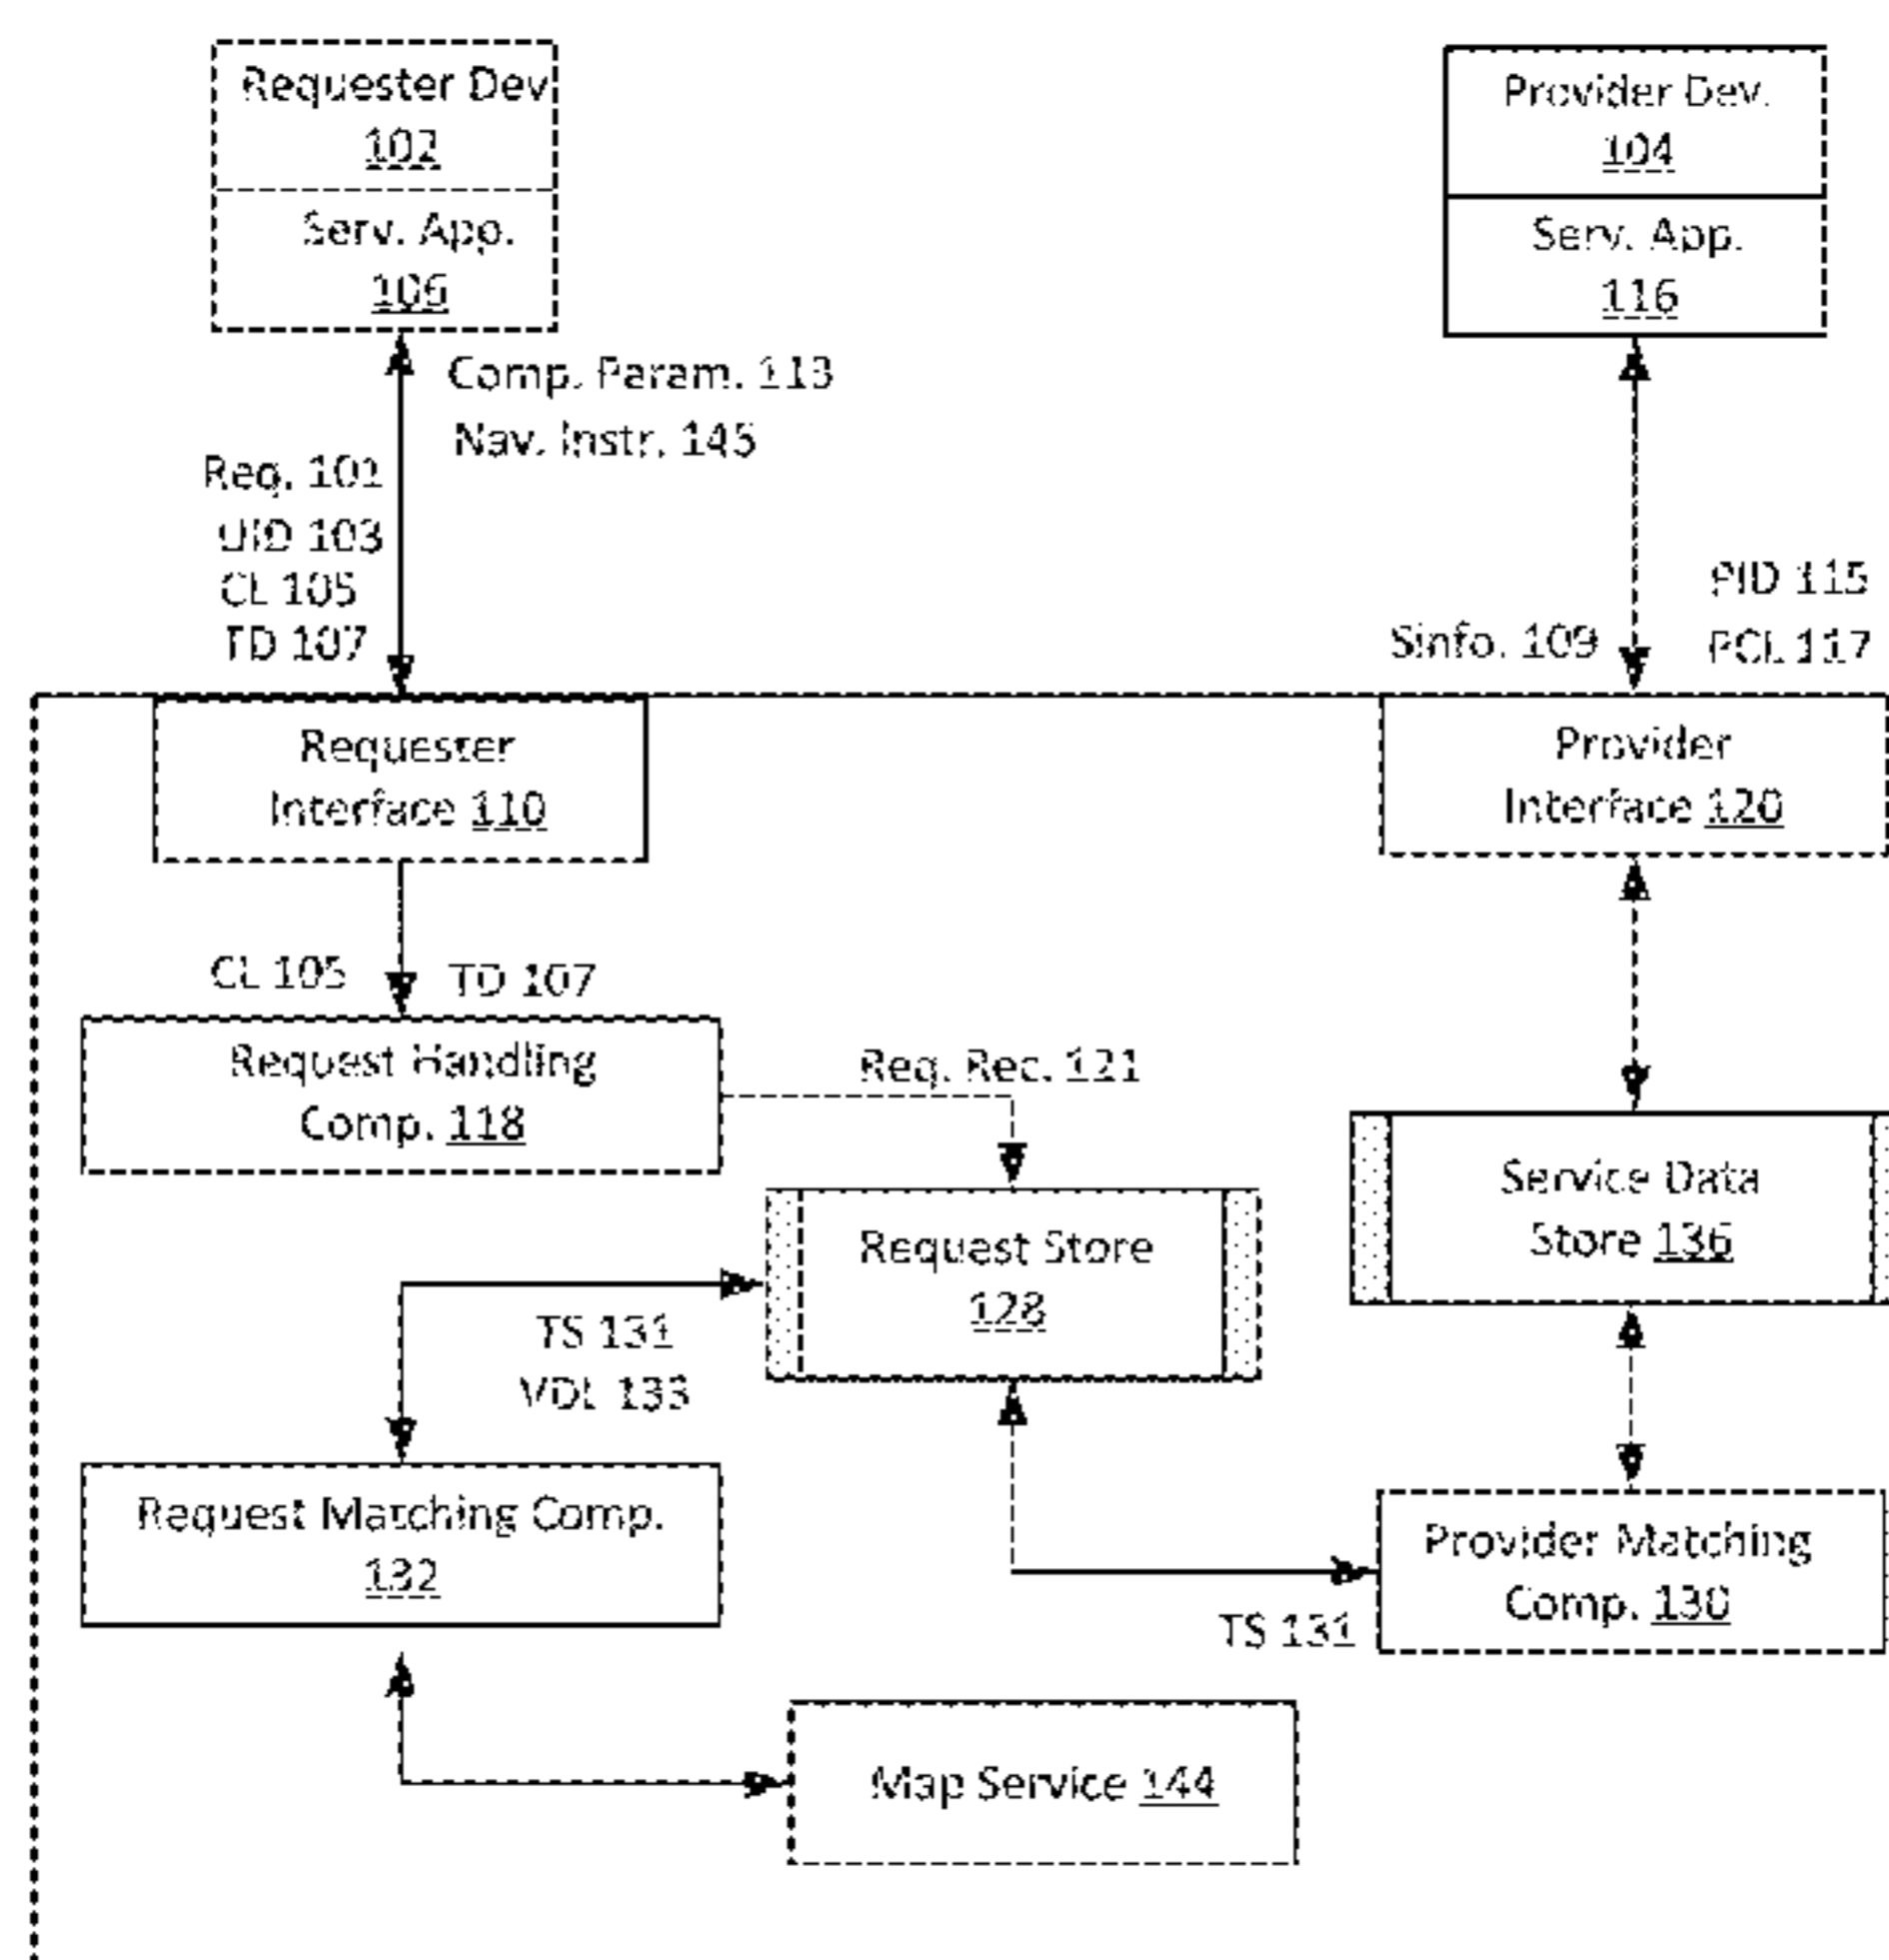 Requester Dev
102
Serv. App.
106
Provider Dev.
104
Serv. App.
116
Comp. Param. 113
Nav. Instr. 145
Req. 101
UID 103
CL 105
TD 107
Sinfo. 109
PID 115
PCL 117
Requester
Interface 110
Provider
Interface 120
CL 105
TD 107
Request Handling
Comp. 118
Req. Rec. 121
Request Store
128
Service Data
Store 136
TS 131
VDL 133
Request Matching Comp.
132
Provider Matching
Comp. 130
TS 131
Map Service 144